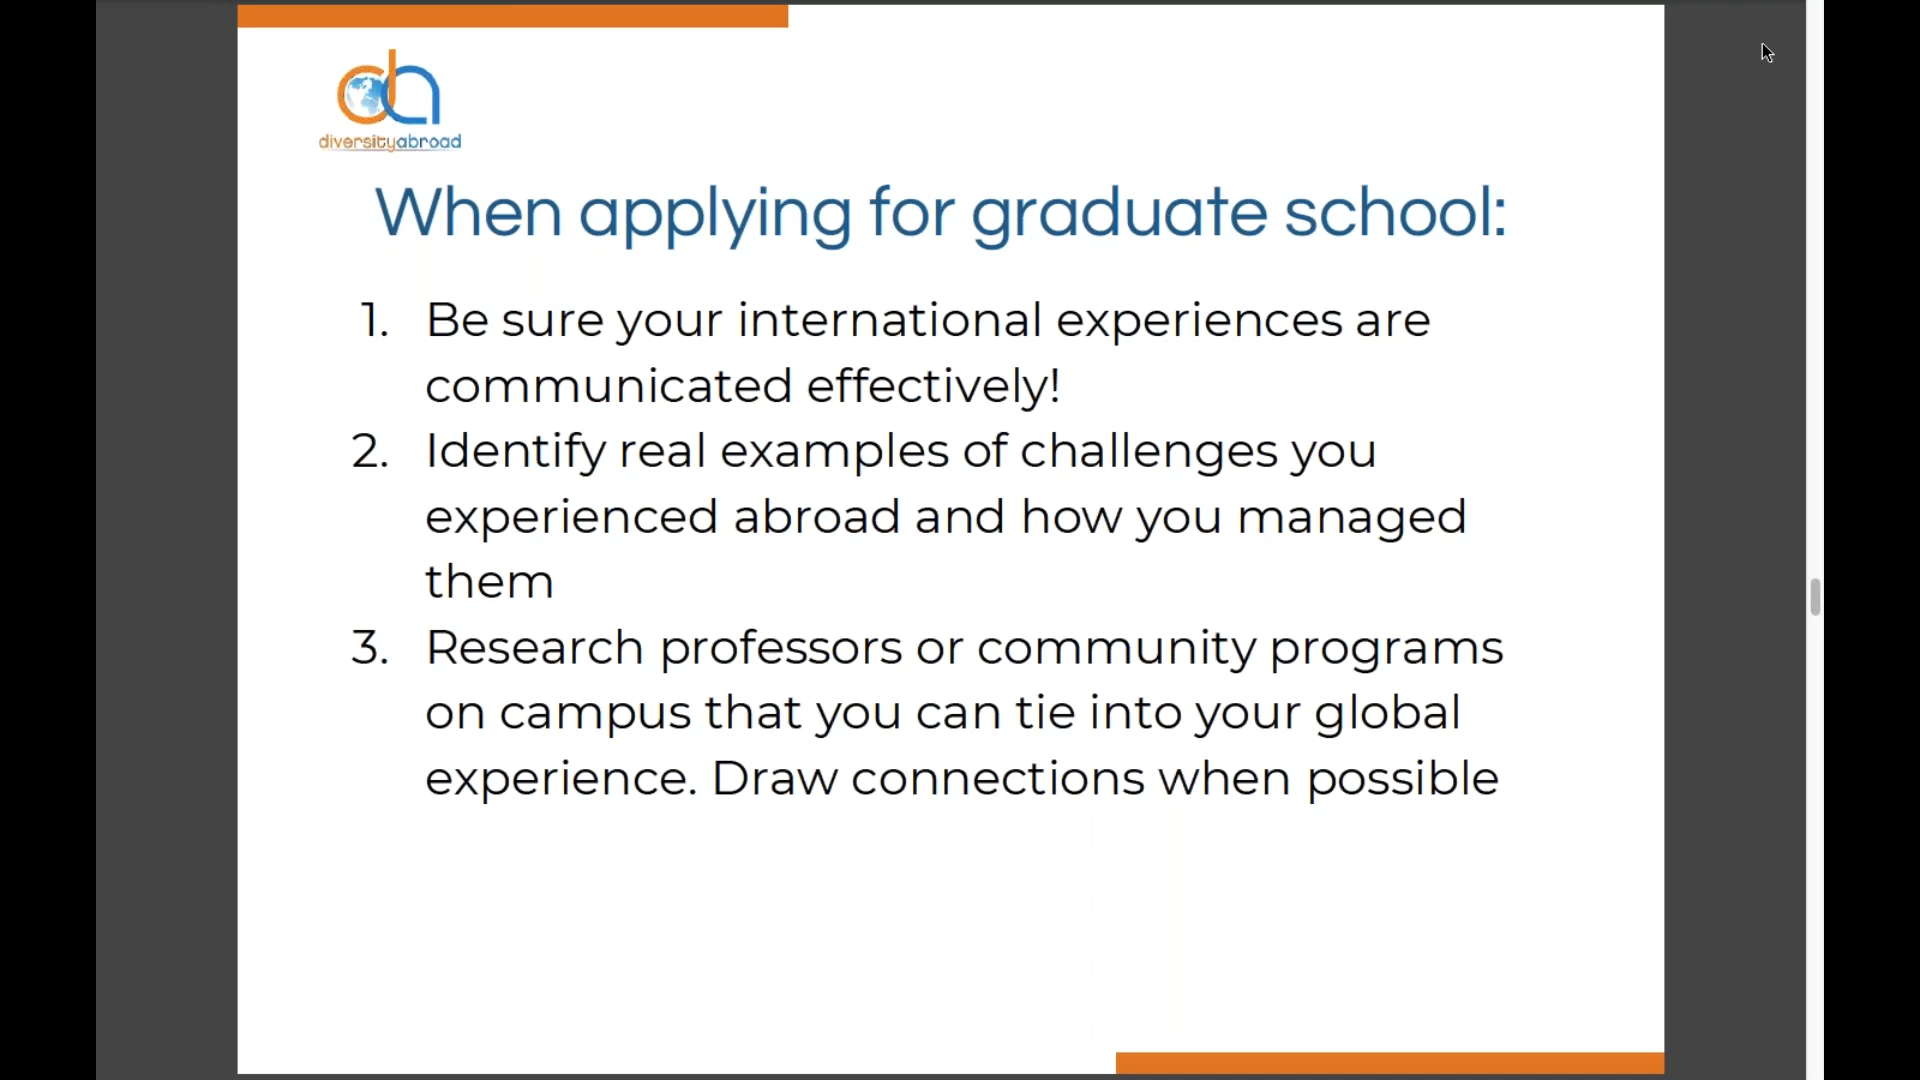 diversityabroad
When applying for graduate school:
1. Be sure your international experiences are
communicated effectively!
2. Identify real examples of challenges you
experienced abroad and how you managed
them
3. Research professors or community programs
on campus that you can tie into your global
experience. Draw connections when possible